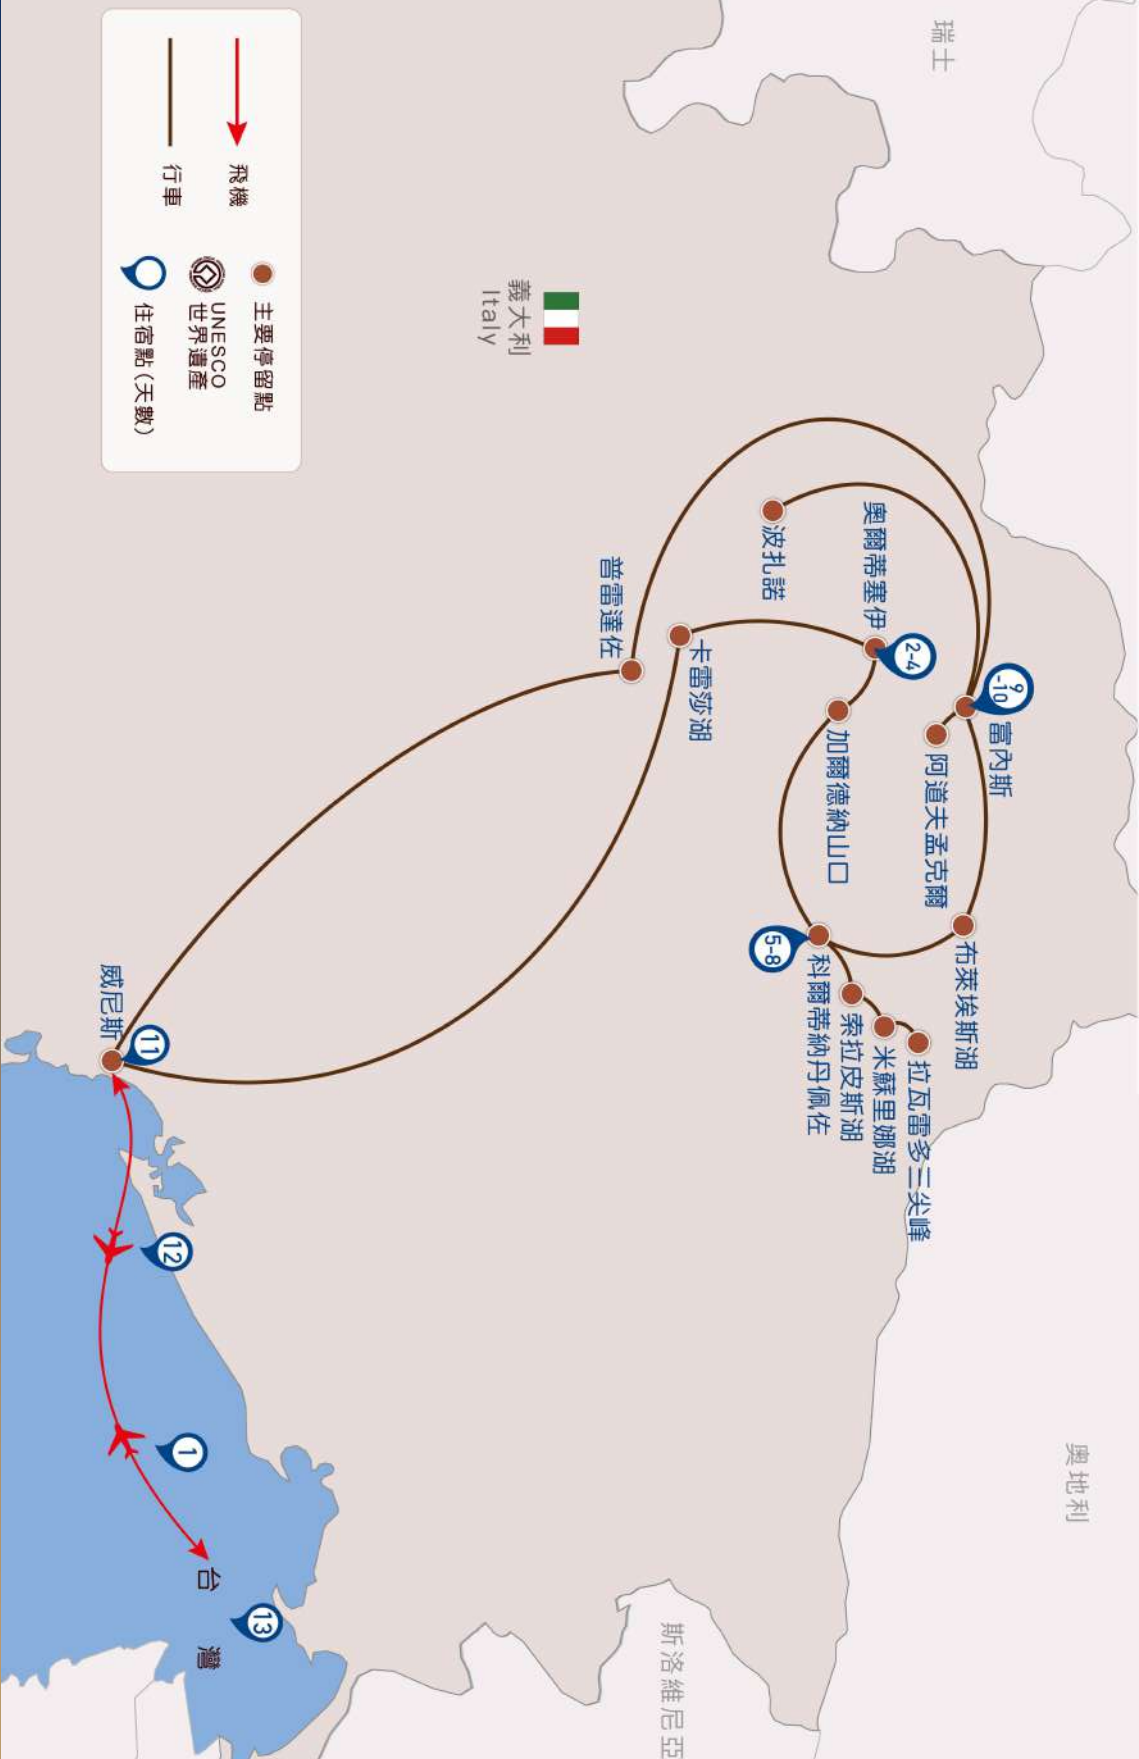 瑞士
奧地利
斯洛維尼亞
義大利
Italy
9
-10
富內斯
阿道夫孟克爾
布萊埃斯湖
2-4
奧爾蒂塞伊
波扎諾
加爾德納山口
5-8
科爾蒂納丹佩佐
索拉皮斯湖
米蘇里娜湖
拉瓦雷多三尖峰
卡雷莎湖
普雷達佐
威尼斯
11
12
1
台灣
13
飛機
行車
主要停留點
UNESCO
世界遺產
住宿點(天數)